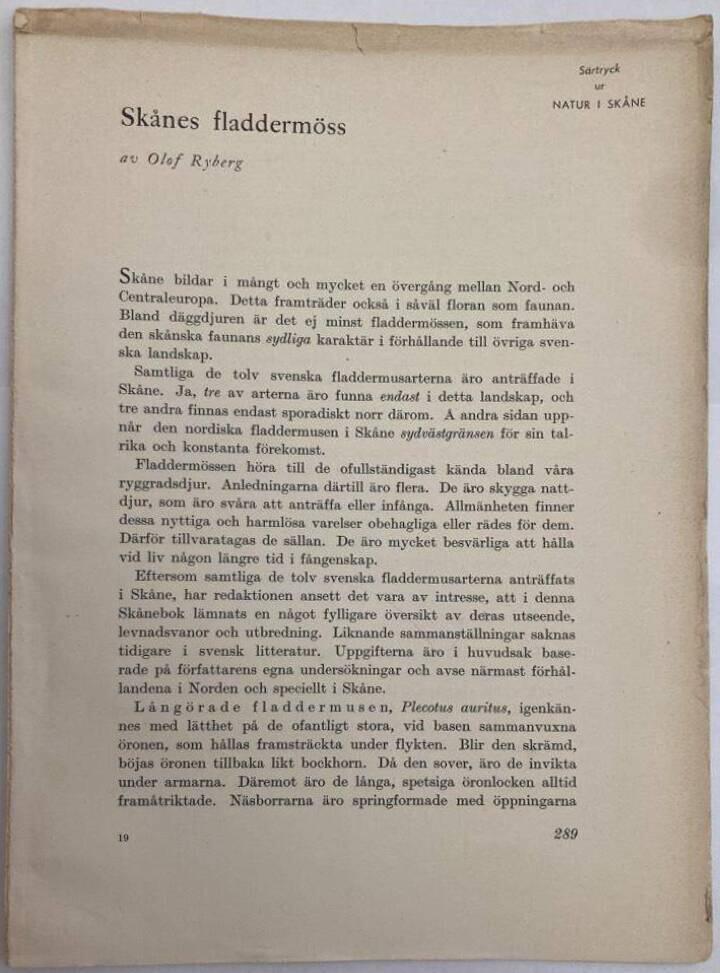 Särtryck
ur
NATUR I SKÅNE
Skånes fladdermöss
av Olof Ryberg
Skåne bildar i mångt och mycket en övergång mellan Nord- och
Centraleuropa. Detta framträder också i såväl floran som faunan.
Bland däggdjuren är det ej minst fladdermössen, som framhäva
den skånska faunans sydliga karaktär i förhållande till övriga sven-
ska landskap.
Samtliga de tolv svenska fladdermusarterna äro anträffade i
Skåne. Ja, tre av arterna äro funna endast i detta landskap, och
tre andra finnas endast sporadiskt norr därom. Å andra sidan upp-
når den nordiska fladdermusen i Skåne sydvästgränsen för sin tal-
rika och konstanta förekomst.
Fladdermössen höra till de ofullständigast kända bland våra
ryggradsdjur. Anledningarna därtill äro flera. De äro skygga natt-
djur, som äro svåra att anträffa eller infånga. Allmänheten finner
dessa nyttiga och harmlösa varelser obehagliga eller rädes för dem.
Därför tillvaratagas de sällan. De äro mycket besvärliga att hålla
vid liv någon längre tid i fångenskap.
Eftersom samtliga de tolv svenska fladdermusarterna anträffats
i Skåne, har redaktionen ansett det vara av intresse, att i denna
Skånebok lämnats en något fylligare översikt av deras utseende,
levnadsvanor och utbredning. Liknande sammanställningar saknas
tidigare i svensk litteratur. Uppgifterna äro i huvudsak base-
rade på författarens egna undersökningar och avse närmast förhål-
landena i Norden och speciellt i Skåne.
Långörade fladdermusen, Plecotus auritus, igenkän-
nes med lätthet på de ofantligt stora, vid basen sammanvuxna
öronen, som hållas framsträckta under flykten. Blir den skrämd,
böjas öronen tillbaka likt bockhorn. Då den sover, äro de invikta
under armarna. Däremot äro de långa, spetsiga öronlocken alltid
framåtriktade. Näsborrarna äro springformade med öppningarna
19
289